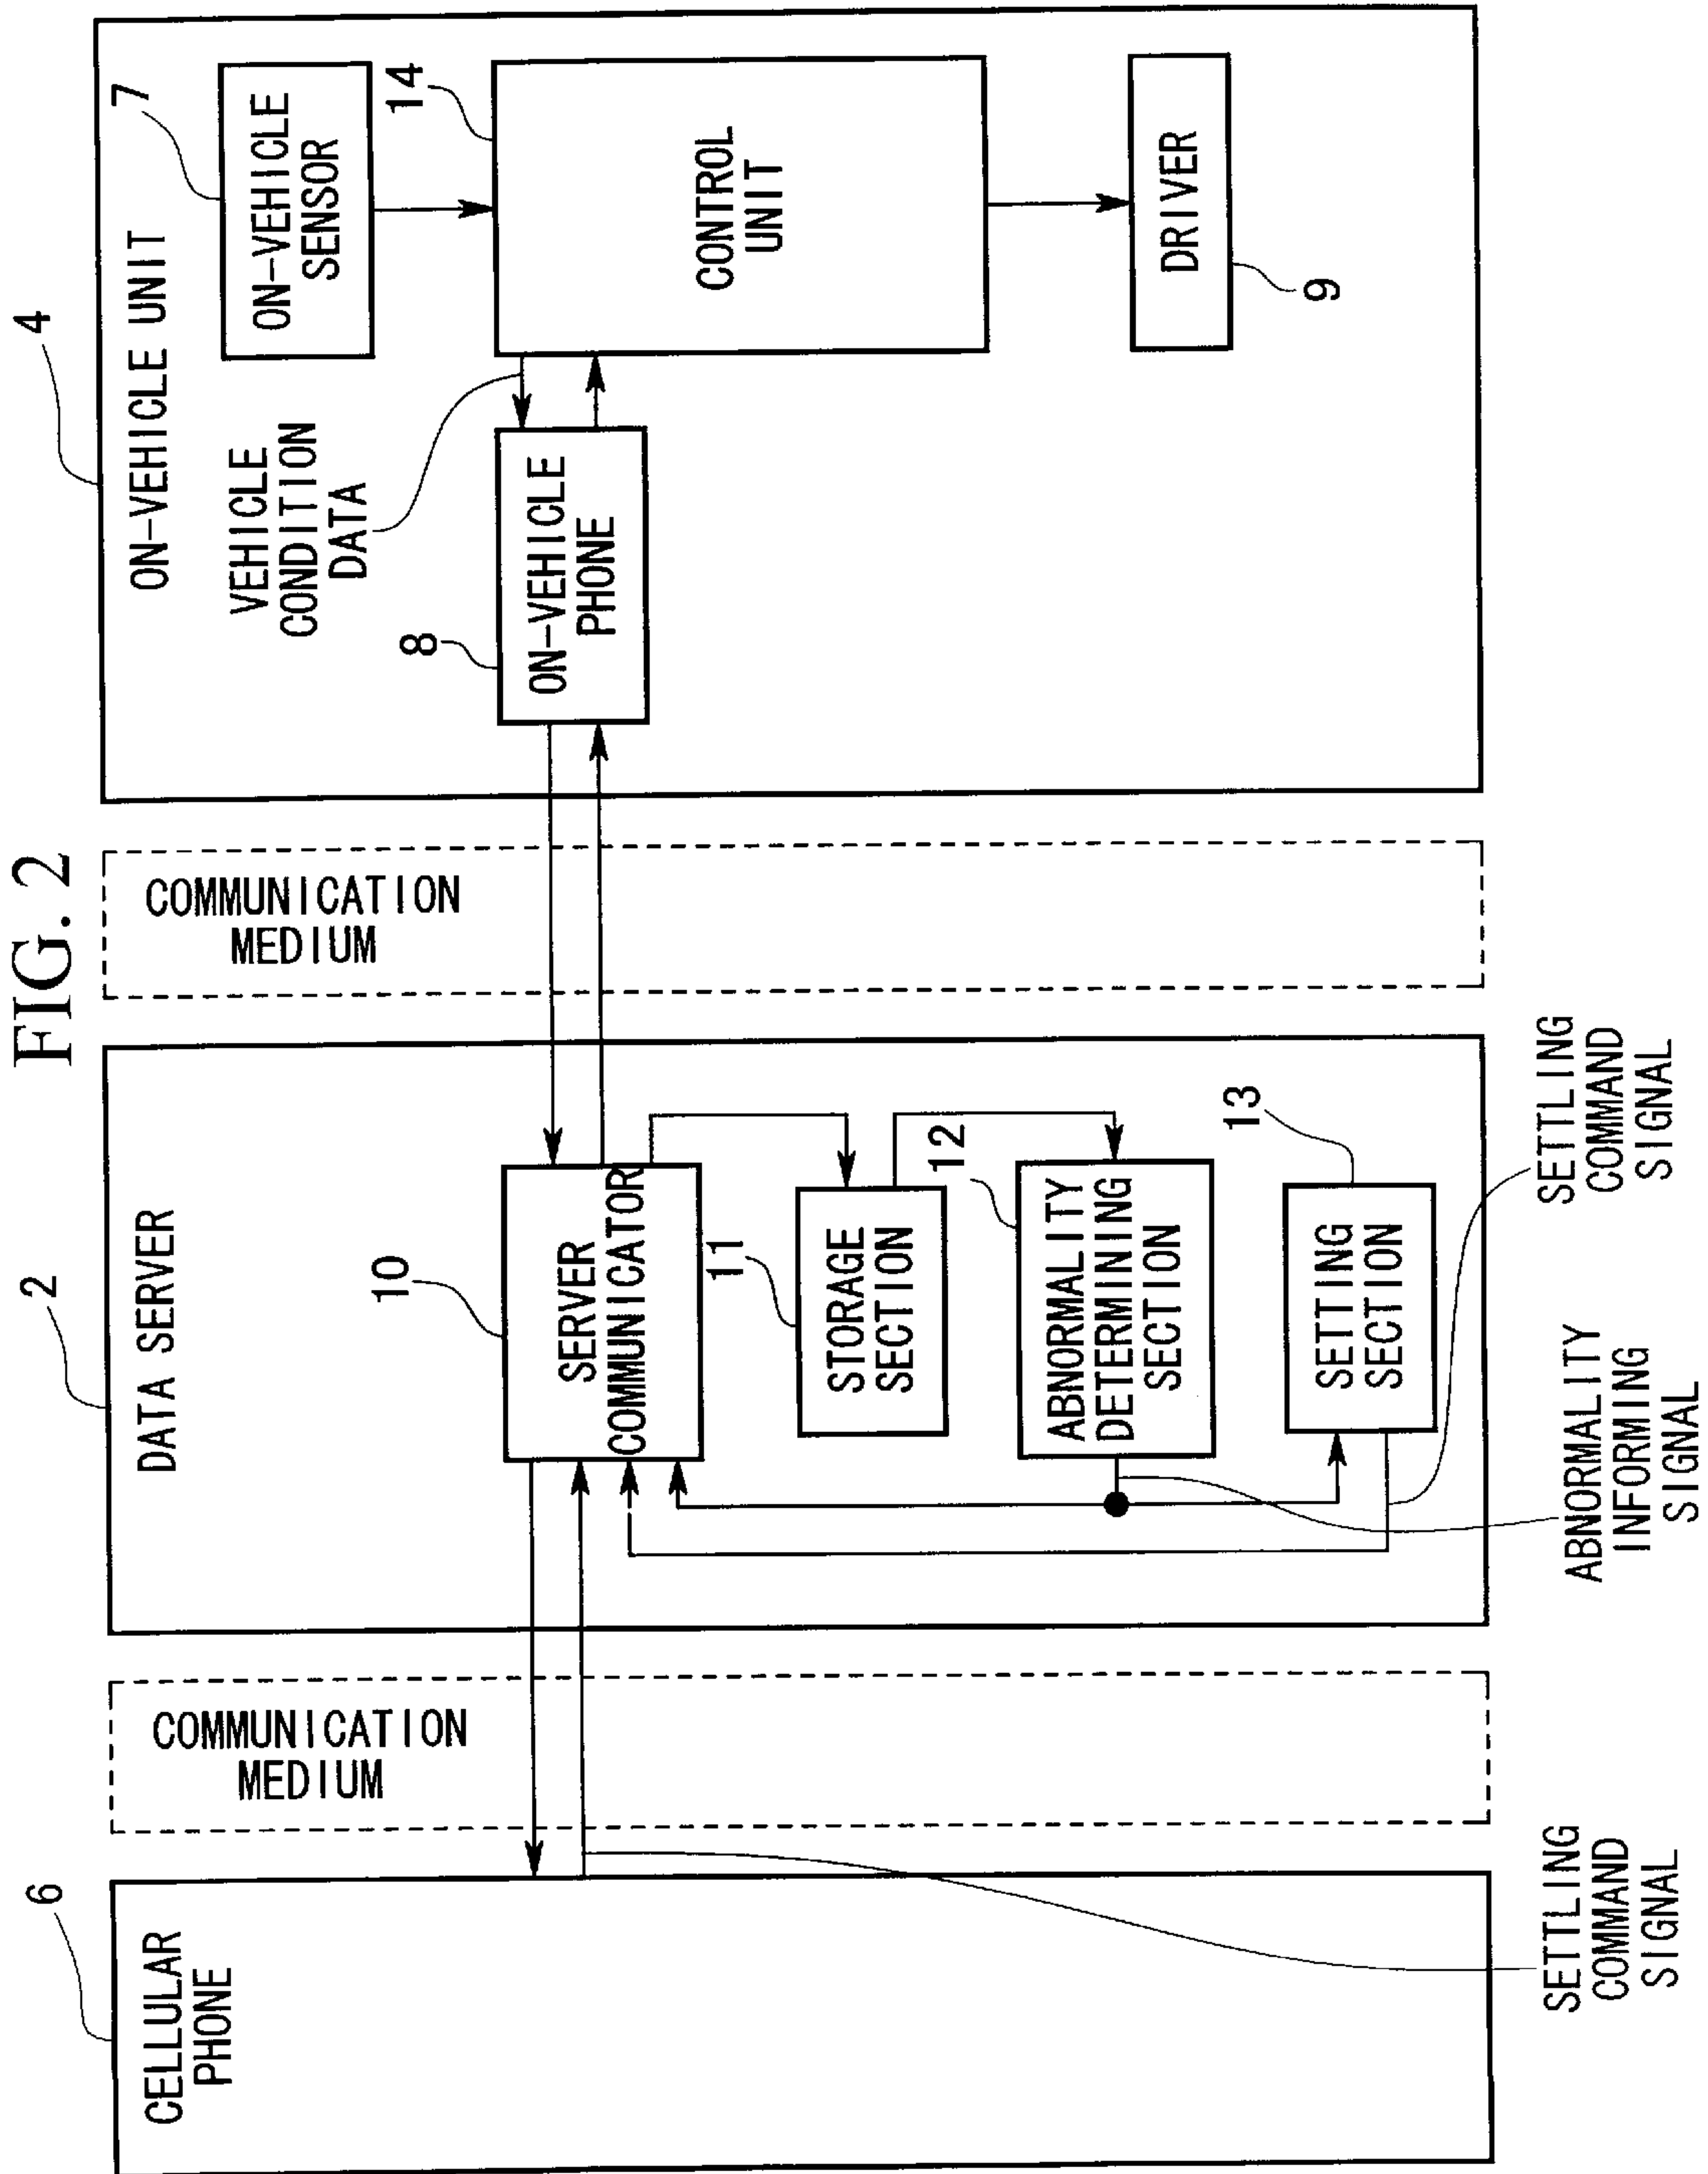 FIG. 2
6
CELLULAR
PHONE
COMMUNICATION
MEDIUM
SETTLING
COMMAND
SIGNAL
2
DATA SERVER
10
SERVER
COMMUNICATOR
11
STORAGE
SECTION
12
ABNORMALITY
DETERMINING
SECTION
13
SETTING
SECTION
ABNORMALITY
INFORMING
SIGNAL
SETTLING
COMMAND
SIGNAL
COMMUNICATION
MEDIUM
4
ON-VEHICLE UNIT
VEHICLE
CONDITION
DATA
7
ON-VEHICLE
SENSOR
8
ON-VEHICLE
PHONE
14
CONTROL
UNIT
DRIVER
9